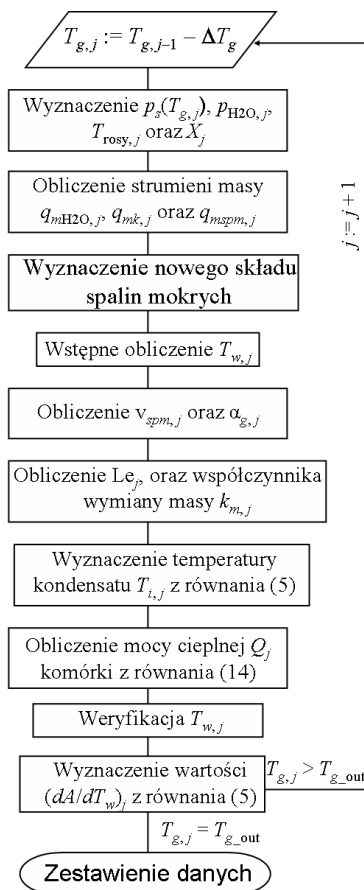 T_{g,j} := T_{g,j–1} − ΔT_g
Wyznaczenie p_s(T_{g,j}), p_{H2O,j},
T_{rosy,j} oraz X_j
Obliczenie strumieni masy
q_{mH2O,j}, q_{mk,j} oraz q_{mspm,j}
j := j + 1
Wyznaczenie nowego składu
spalin mokrych
Wstępne obliczenie T_{w,j}
Obliczenie v_{spm,j} oraz α_{g,j}
Obliczenie Le_j, oraz współczynnika
wymiany masy k_{m,j}
Wyznaczenie temperatury
kondensatu T_{i,j} z równania (5)
Obliczenie mocy cieplnej Q_j
komórki z równania (14)
Weryfikacja T_{w,j}
Wyznaczenie wartości
(dA/dT_w)_j z równania (5)
T_{g,j} > T_{g_out}
T_{g,j} = T_{g_out}
Zestawienie danych